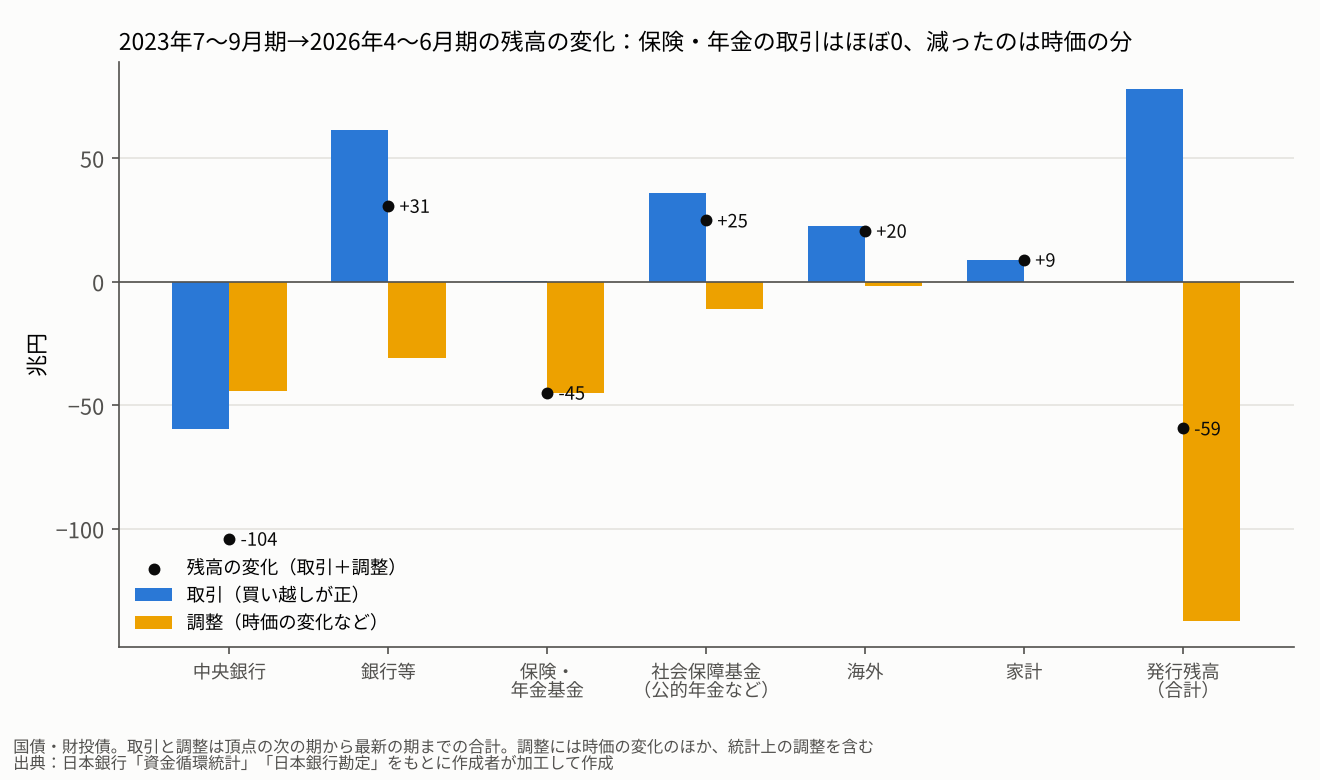 2023年7〜9月期→2026年4〜6月期の残高の変化：保険・年金の取引はほぼ0、減ったのは時価の分
兆円
50
0
−50
−100
+31
+25
+20
+9
-45
-59
-104
残高の変化（取引＋調整）
取引（買い越しが正）
調整（時価の変化など）
中央銀行
銀行等
保険・
年金基金
社会保障基金
（公的年金など）
海外
家計
発行残高
（合計）
国債・財投債。取引と調整は頂点の次の期から最新の期までの合計。調整には時価の変化のほか、統計上の調整を含む
出典：日本銀行「資金循環統計」「日本銀行勘定」をもとに作成者が加工して作成